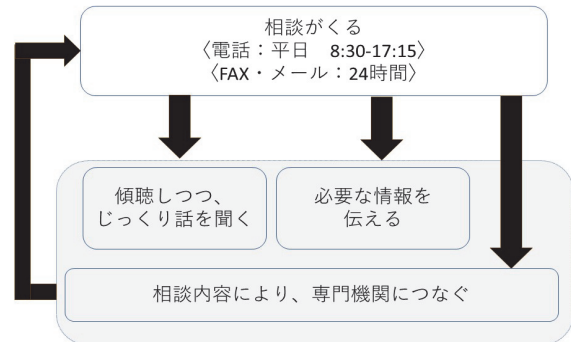 相談がくる
〈電話：平日　8:30-17:15〉
〈FAX・メール：24時間〉
傾聴しつつ、
じっくり話を聞く
必要な情報を
伝える
相談内容により、専門機関につなぐ